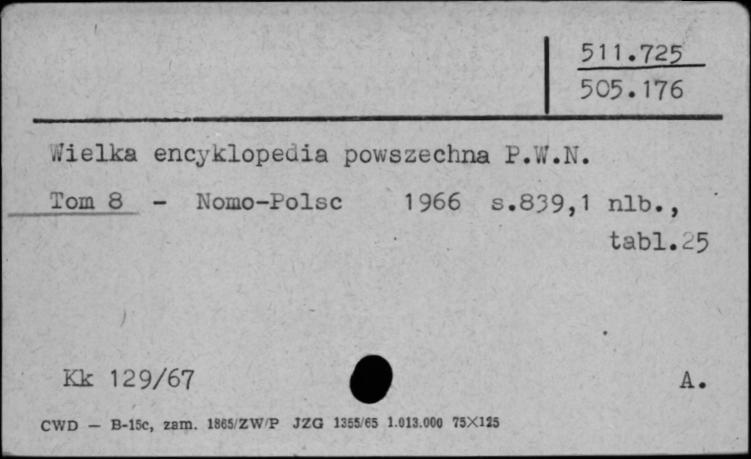 511.725
505.176
Wielka encyklopedia powszechna P.W.N.
Tom 8 - Nomo-Polsc 1966 s.839,1 nlb.,
tabl.25
Kk 129/67 A.
CWD — B-15c, zam. 1865/ZW/P JZG 1355/65 1.013.000 75X125